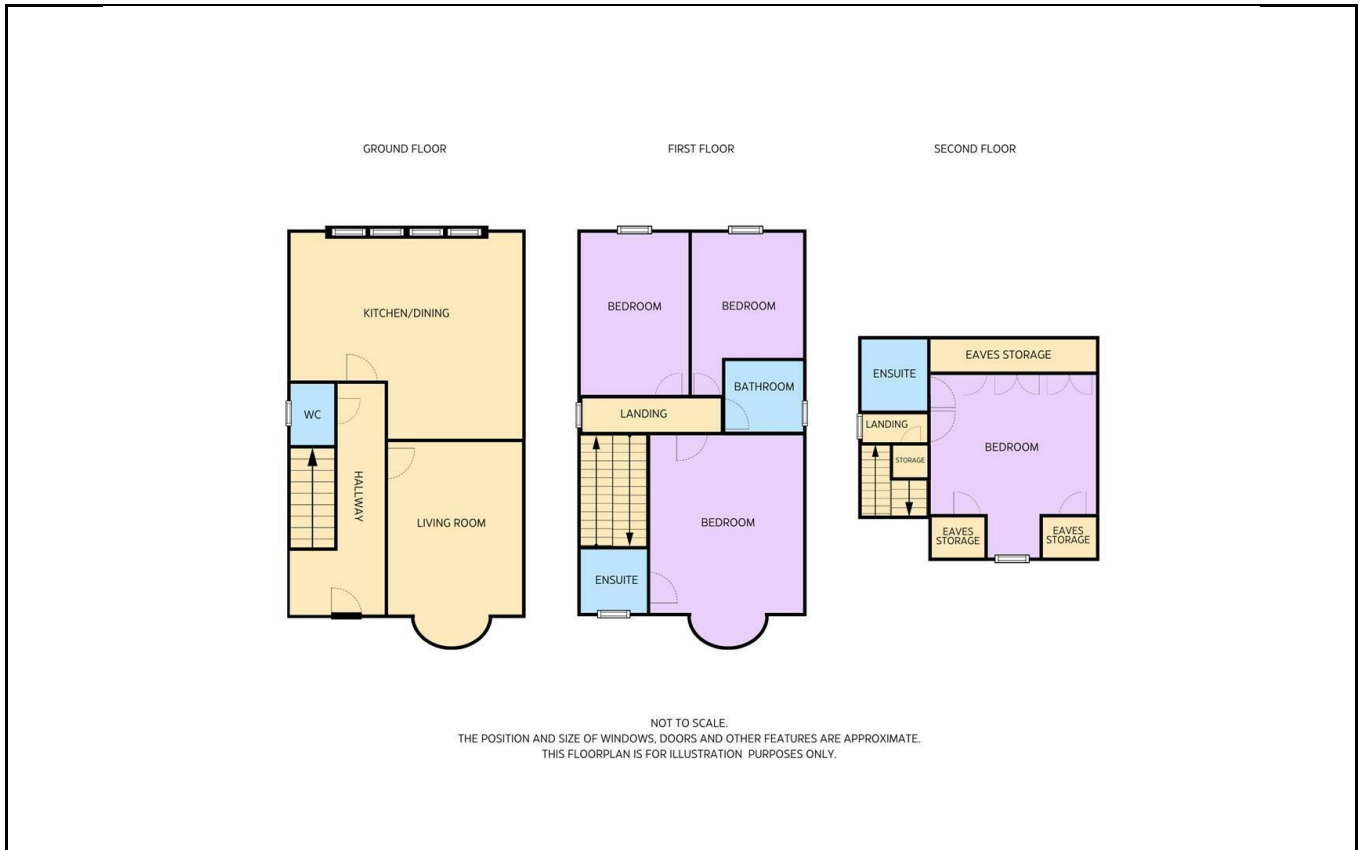 GROUND FLOOR
KITCHEN/DINING
WC
HALLWAY
LIVING ROOM
FIRST FLOOR
BEDROOM
BEDROOM
BATHROOM
LANDING
BEDROOM
ENSUITE
SECOND FLOOR
EAVES STORAGE
ENSUITE
LANDING
BEDROOM
STORAGE
EAVES
STORAGE
EAVES
STORAGE
NOT TO SCALE.
THE POSITION AND SIZE OF WINDOWS, DOORS AND OTHER FEATURES ARE APPROXIMATE.
THIS FLOORPLAN IS FOR ILLUSTRATION PURPOSES ONLY.